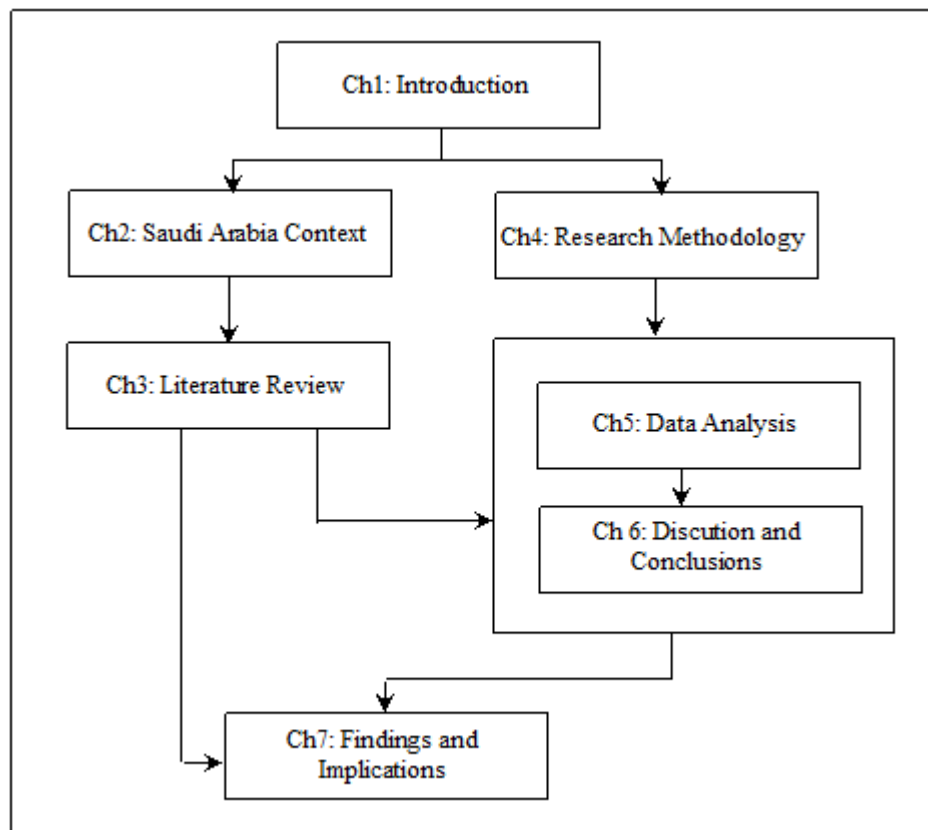 Ch1: Introduction
Ch2: Saudi Arabia Context
Ch4: Research Methodology
Ch3: Literature Review
Ch5: Data Analysis
Ch 6: Discution and
Conclusions
Ch7: Findings and
Implications